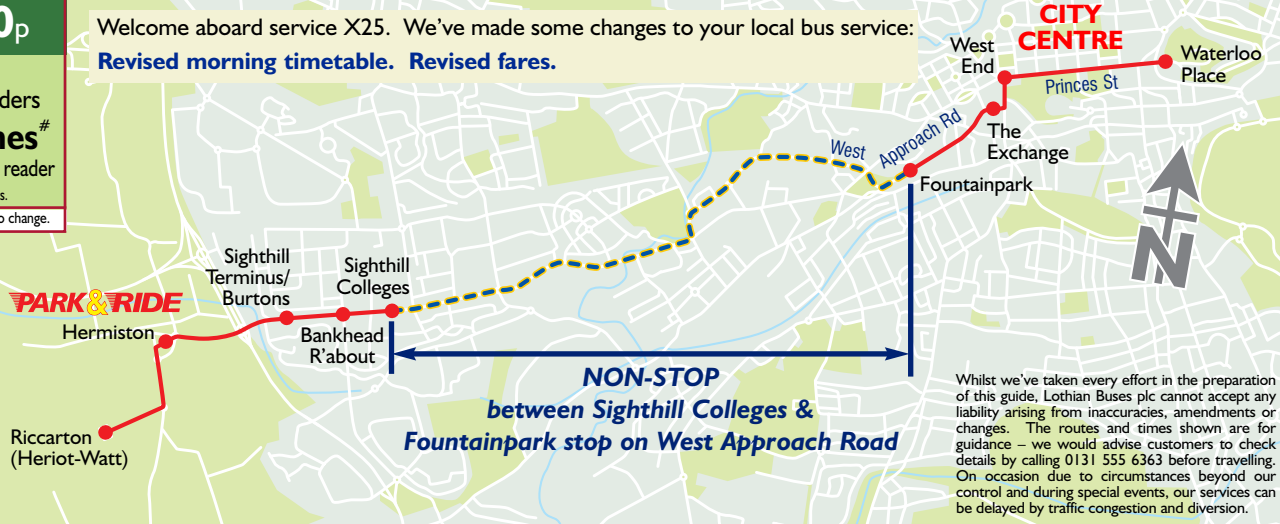 0p
ders
nes#
reader
s.
o change.
Welcome aboard service X25. We've made some changes to your local bus service:
Revised morning timetable. Revised fares.
CITY
CENTRE
West
End
Waterloo
Place
Princes St
The
Exchange
West Approach Rd
Fountainpark
N
Sighthill
Terminus/
Burtons
Sighthill
Colleges
PARK&RIDE
Hermiston
Bankhead
R'about
Riccarton
(Heriot-Watt)
NON-STOP
between Sighthill Colleges &
Fountainpark stop on West Approach Road
Whilst we've taken every effort in the preparation
of this guide, Lothian Buses plc cannot accept any
liability arising from inaccuracies, amendments or
changes. The routes and times shown are for
guidance – we would advise customers to check
details by calling 0131 555 6363 before travelling.
On occasion due to circumstances beyond our
control and during special events, our services can
be delayed by traffic congestion and diversion.